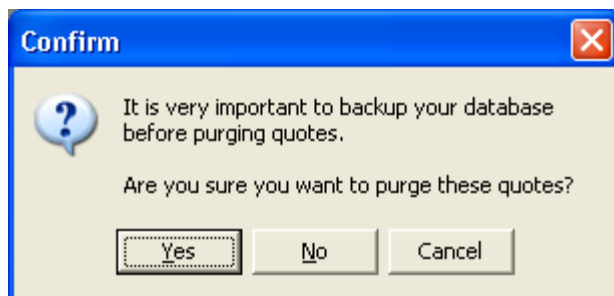 Confirm
It is very important to backup your database
before purging quotes.
Are you sure you want to purge these quotes?
Yes No Cancel